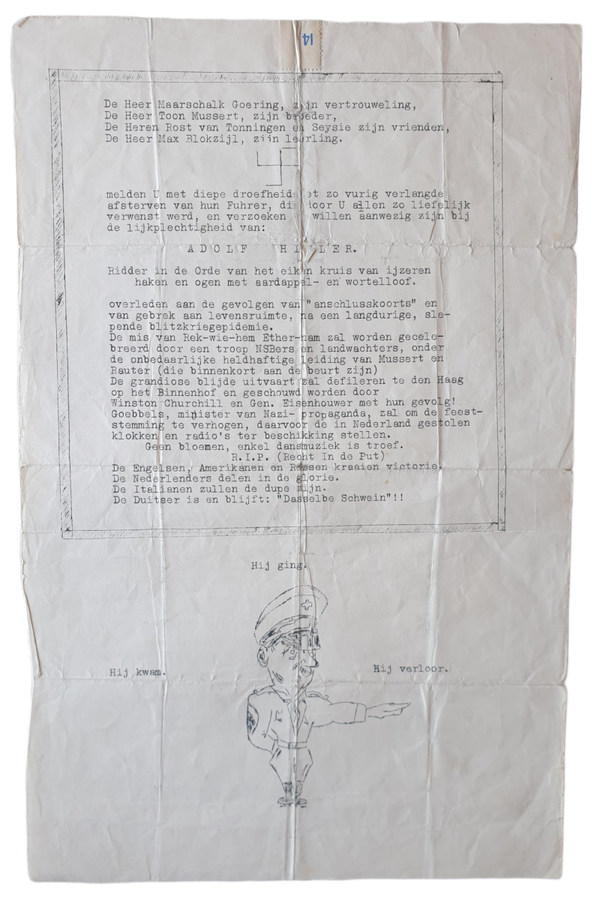 14
De Heer Maarschalk Goering, zijn vertrouweling,
De Heer Toon Mussert, zijn broeder,
De Heren Rost van Tonningen en Seysie zijn vrienden,
De Heer Max Blokzijl, zijn leerling.
melden U met diepe droefheid het zo vurig verlangde
afsterven van hun Fuhrer, die door U allen zo liefelijk
verwenst werd, en verzoeken U willen aanwezig zijn bij
de lijkplechtigheid van:
ADOLF HITLER.
Ridder in de Orde van het eiken kruis van ijzeren
haken en ogen met aardappel- en wortelloof.
overleden aan de gevolgen van "anschlusskoorts" en
van gebrek aan levensruimte, na een langdurige, sle-
pende blitzkriegepidemie.
De mis van Rek-wie-hem Ether-nam zal worden gecele-
breerd door een troep NSBers en landwachters, onder
de onbedaarlijke heldhaftige leiding van Mussert en
Rauter (die binnenkort aan de beurt zijn)
De grandiose blijde uitvaart zal defileren te den Haag
op het Binnenhof en geschouwd worden door
Winston Churchill en Gen. Eisenhouwer met hun gevolg!
Goebbels, minister van Nazi- propaganda, zal om de feest-
stemming te verhogen, daarvoor de in Nederland gestolen
klokken en radio's ter beschikking stellen.
Geen bloemen, enkel dansmuziek is troef.
R.I.P. (Recht In de Put)
De Engelsen, Amerikanen en Russen kraaien victorie.
De Nederlenders delen in de glorie.
De Italianen zullen de dupe zijn.
De Duitser is en blijft: "Dasselbe Schwein"!!
Hij ging.
Hij kwam.
Hij verloor.